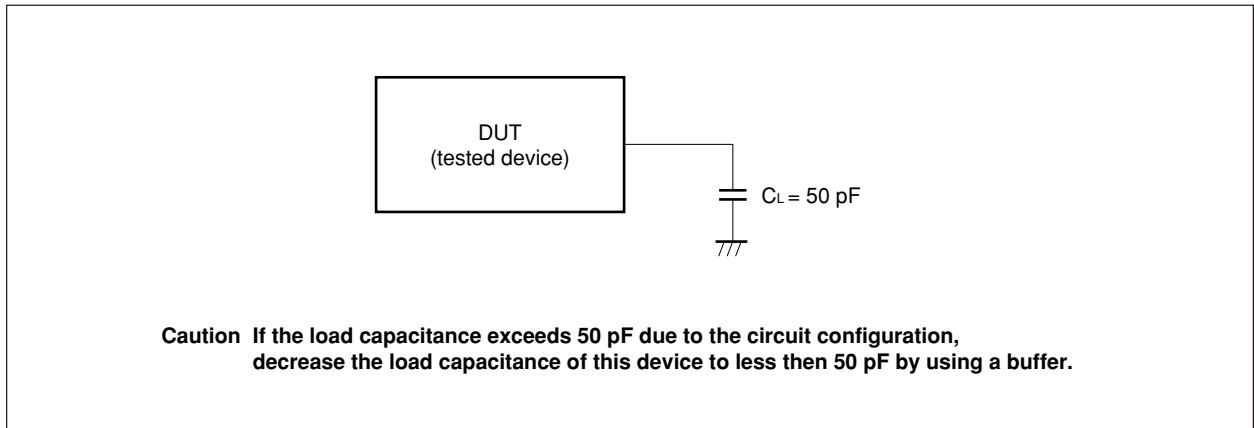 DUT
(tested device)
CL = 50 pF
Caution If the load capacitance exceeds 50 pF due to the circuit configuration,
decrease the load capacitance of this device to less then 50 pF by using a buffer.